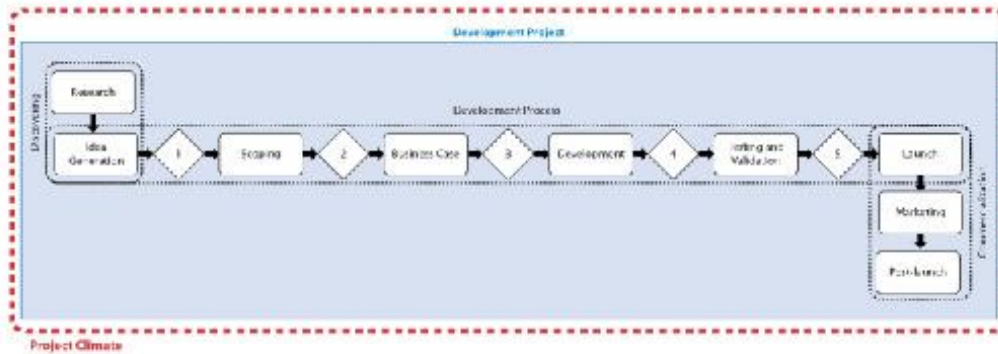 Development Project
Discovering
Research
Development Process
Idea
Generation
1
Scoping
2
Business Case
3
Development
4
Testing and
Validation
5
Launch
Marketing
Post-launch
Commercialization
Project Climate